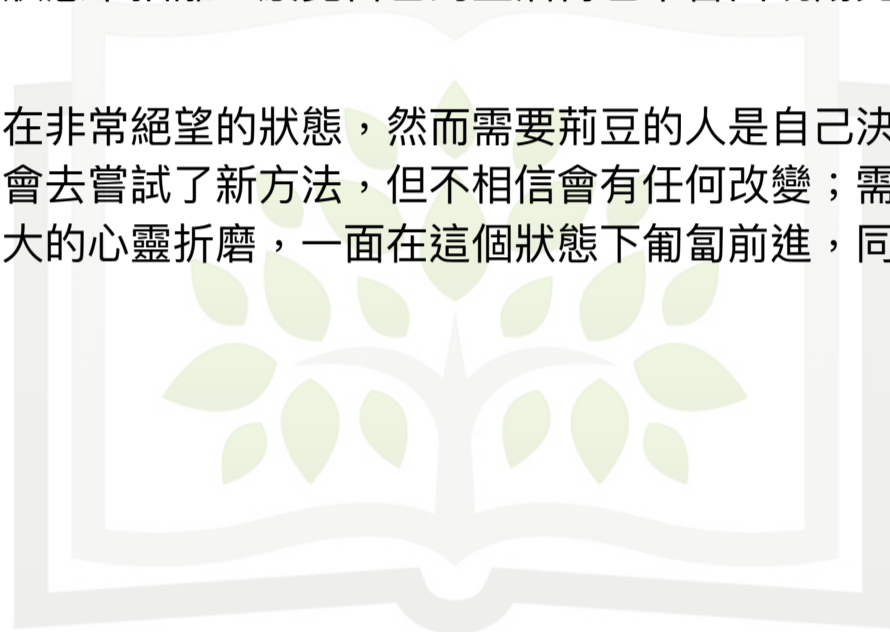 在非常絕望的狀態，然而需要荊豆的人是自己決
會去嘗試了新方法，但不相信會有任何改變；需
大的心靈折磨，一面在這個狀態下匍匐前進，同